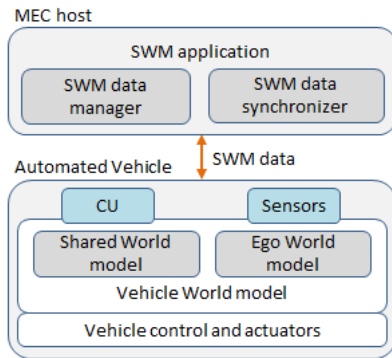 MEC host
SWM application
SWM data
manager
SWM data
synchronizer
SWM data
Automated Vehicle
CU
Sensors
Shared World
model
Ego World
model
Vehicle World model
Vehicle control and actuators